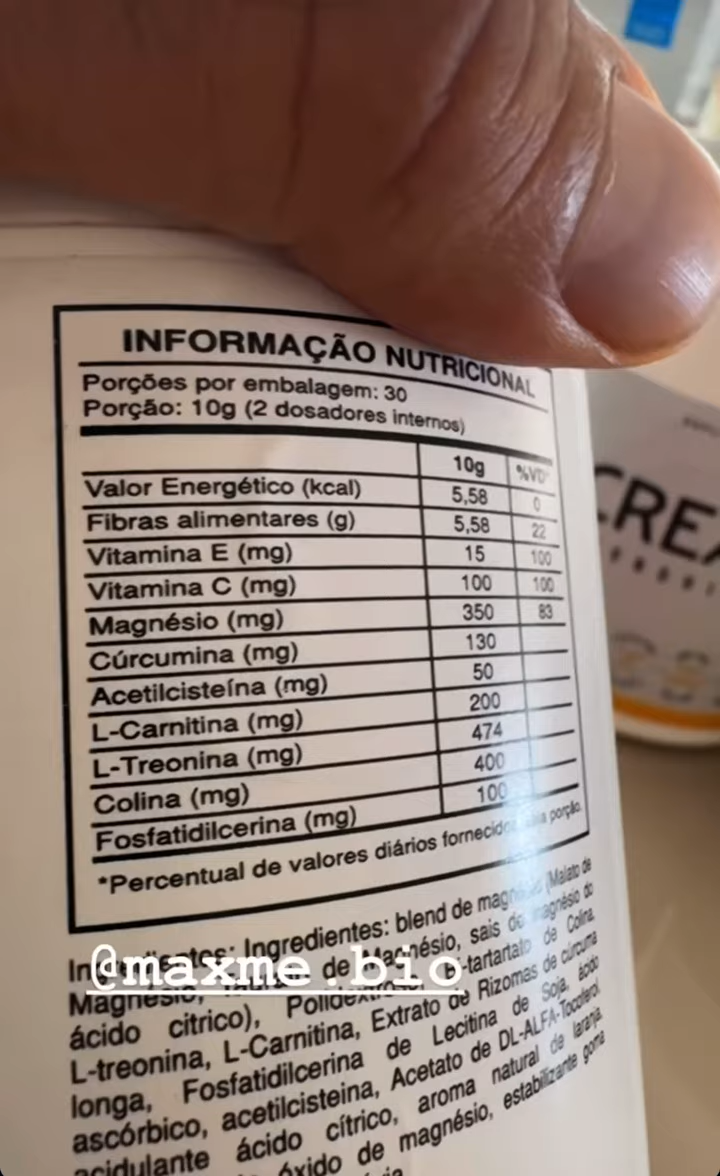 INFORMAÇÃO NUTRICIONAL
Porções por embalagem: 30
Porção: 10g (2 dosadores internos)
10g %VD*
Valor Energético (kcal) 5,58 0
Fibras alimentares (g) 5,58 22
Vitamina E (mg) 15 100
Vitamina C (mg) 100 100
Magnésio (mg) 350 83
Cúrcumina (mg) 130
Acetilcisteína (mg) 50
L-Carnitina (mg) 200
L-Treonina (mg) 474
Colina (mg) 400
Fosfatidilcerina (mg) 100
*Percentual de valores diários porção.
Ingredientes: blend de (Malato de
Magnésio, de Magnésio, sais de magnésio do
ácido citrico), de Colina,
L-treonina, L-Carnitina, Extrato de Rizomas de cúrcuma
longa, Fosfatidilcerina de Lecitina de Soja, ácido
ascórbico, acetilcisteina, Acetato de DL-ALFA-Tocoferol,
acidulante ácido cítrico, aroma natural de laranja,
óxido de magnésio, estabilizante goma
@maxme.bio
CREA